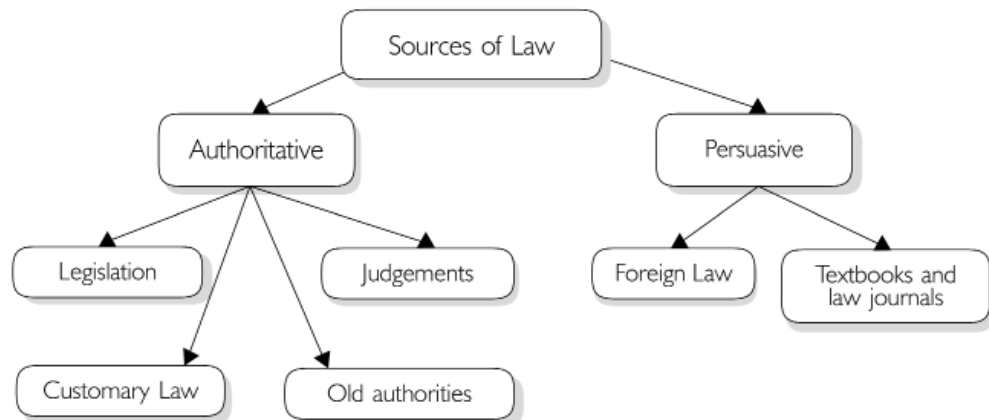 Sources of Law
Authoritative
Persuasive
Legislation
Judgements
Foreign Law
Textbooks and
law journals
Customary Law
Old authorities